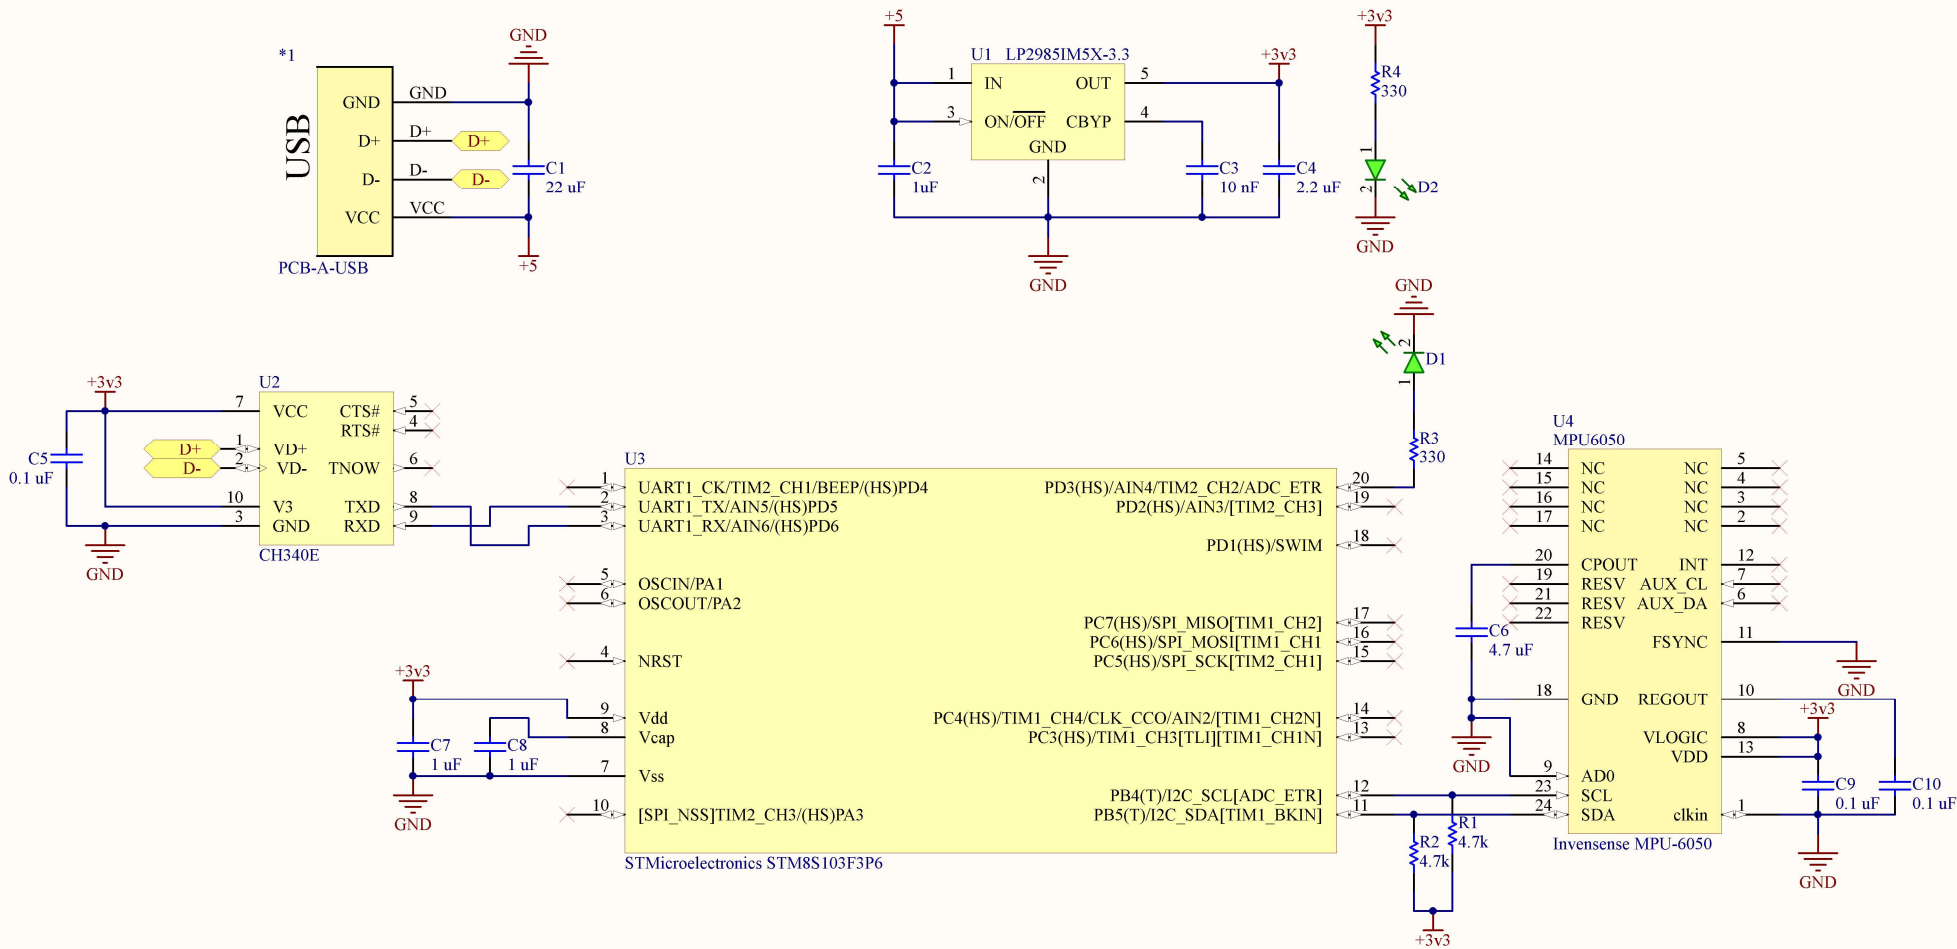 *1
USB
GND
D+
D-
VCC
GND
D+
D-
VCC
D+
D-
GND
C1
22 uF
+5
PCB-A-USB
+5
U1 LP2985IM5X-3.3
1 IN
3 ON/OFF
OUT 5
CBYP 4
GND
2
+3v3
C2
1uF
C3
10 nF
C4
2.2 uF
GND
+3v3
R4
330
1
2
D2
GND
GND
2
D1
1
R3
330
+3v3
C5
0.1 uF
GND
D+
D-
U2
7 VCC
1 VD+
2 VD-
10 V3
3 GND
CTS# 5
RTS# 4
TNOW 6
TXD 8
RXD 9
CH340E
U3
1 UART1_CK/TIM2_CH1/BEEP/(HS)PD4
2 UART1_TX/AIN5/(HS)PD5
3 UART1_RX/AIN6/(HS)PD6
5 OSCIN/PA1
6 OSCOUT/PA2
4 NRST
9 Vdd
8 Vcap
7 Vss
10 [SPI_NSS]TIM2_CH3/(HS)PA3
PD3(HS)/AIN4/TIM2_CH2/ADC_ETR 20
PD2(HS)/AIN3/[TIM2_CH3] 19
PD1(HS)/SWIM 18
PC7(HS)/SPI_MISO[TIM1_CH2] 17
PC6(HS)/SPI_MOSI[TIM1_CH1 16
PC5(HS)/SPI_SCK[TIM2_CH1] 15
PC4(HS)/TIM1_CH4/CLK_CCO/AIN2/[TIM1_CH2N] 14
PC3(HS)/TIM1_CH3[TLI][TIM1_CH1N] 13
PB4(T)/I2C_SCL[ADC_ETR] 12
PB5(T)/I2C_SDA[TIM1_BKIN] 11
STMicroelectronics STM8S103F3P6
+3v3
C7
1 uF
C8
1 uF
GND
R2
4.7k
R1
4.7k
+3v3
C6
4.7 uF
GND
U4
MPU6050
14 NC
15 NC
16 NC
17 NC
20 CPOUT
19 RESV
21 RESV
22 RESV
18 GND
9 AD0
23 SCL
24 SDA
NC 5
NC 4
NC 3
NC 2
INT 12
AUX_CL 7
AUX_DA 6
FSYNC 11
REGOUT 10
VLOGIC 8
VDD 13
clkin 1
Invensense MPU-6050
GND
+3v3
C9
0.1 uF
C10
0.1 uF
GND